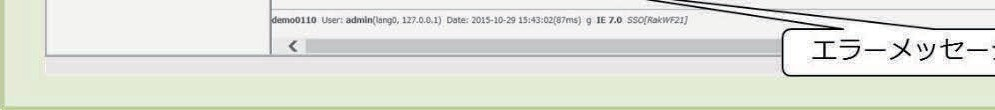 demo0110 User: admin(lang0, 127.0.0.1) Date: 2015-10-29 15:43:02(87ms) g IE 7.0 SSO[RakWF21]
エラーメッセー